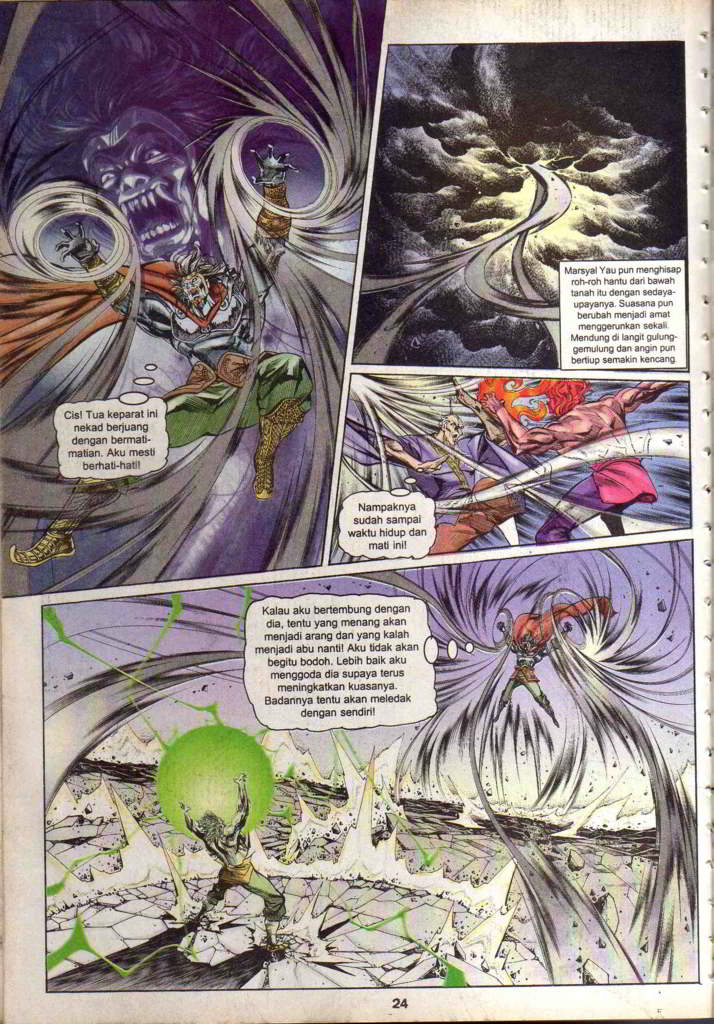 Marsyal Yau pun menghisap
roh-roh hantu dari bawah
tanah itu dengan sedaya-
upayanya. Suasana pun
berubah menjadi amat
menggerunkan sekali.
Mendung di langit gulung-
gemulung dan angin pun
bertiup semakin kencang.
Cis! Tua keparat ini
nekad berjuang
dengan bermati-
matian. Aku mesti
berhati-hati!
Nampaknya
sudah sampai
waktu hidup dan
mati ini!
Kalau aku bertembung dengan
dia, tentu yang menang akan
menjadi arang dan yang kalah
menjadi abu nanti! Aku tidak akan
begitu bodoh. Lebih baik aku
menggoda dia supaya terus
meningkatkan kuasanya.
Badannya tentu akan meledak
dengan sendiri!
24